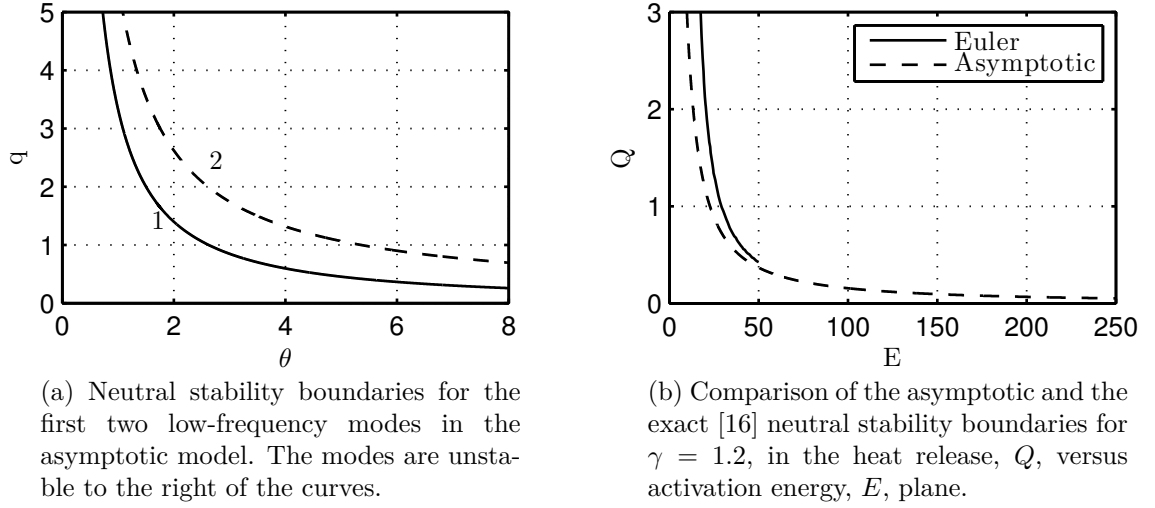 5
4
3
2
1
0
q
2
1
0
2
4
6
8
θ
3
2
1
0
Q
Euler
Asymptotic
0
50
100
150
200
250
E
(a) Neutral stability boundaries for the
first two low-frequency modes in the
asymptotic model. The modes are unsta-
ble to the right of the curves.
(b) Comparison of the asymptotic and the
exact [16] neutral stability boundaries for
γ = 1.2, in the heat release, Q, versus
activation energy, E, plane.